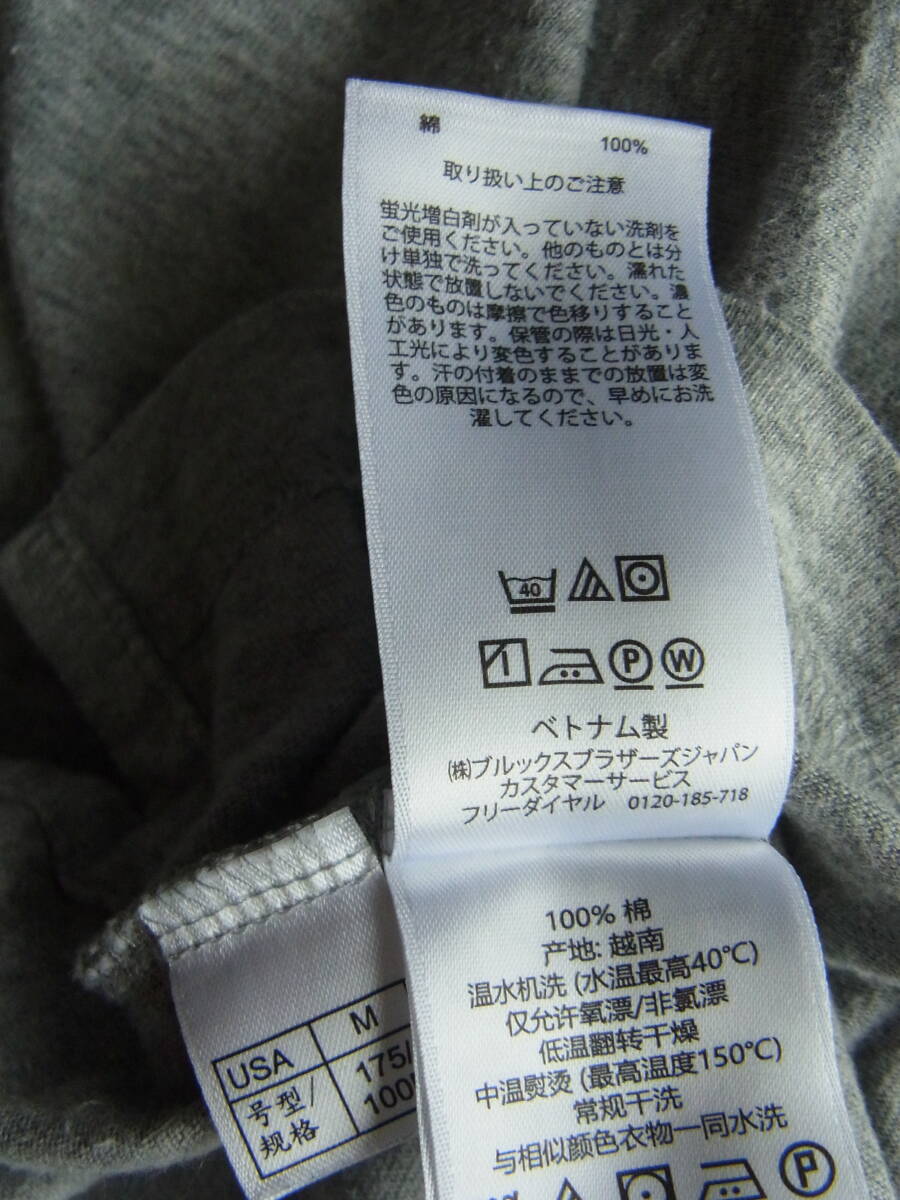 綿 100%
取り扱い上のご注意
蛍光増白剤が入っていない洗剤を
ご使用ください。他のものとは分
け単独で洗ってください。濡れた
状態で放置しないでください。濃
色のものは摩擦で色移りすること
があります。保管の際は日光・人
工光により変色することがありま
す。汗の付着のままでの放置は変
色の原因になるので、早めにお洗
濯してください。
40
P W
ベトナム製
(株)ブルックスブラザーズジャパン
カスタマーサービス
フリーダイヤル 0120-185-718
100% 棉
产地: 越南
温水机洗 (水温最高40℃)
仅允许氧漂/非氯漂
低温翻转干燥
中温熨烫 (最高温度150℃)
常规干洗
与相似颜色衣物一同水洗
P
USA M
号型/ 175/
规格 100